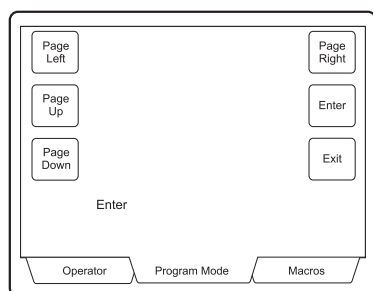 Page
Left
Page
Right
Page
Up
Enter
Page
Down
Exit
Enter
Operator
Program Mode
Macros